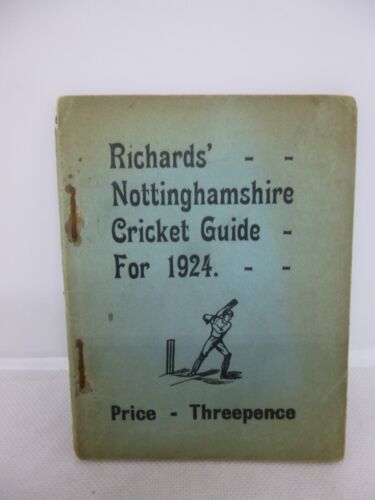 Richards' - -
Nottinghamshire
Cricket Guide -
For 1924. - -
Price - Threepence